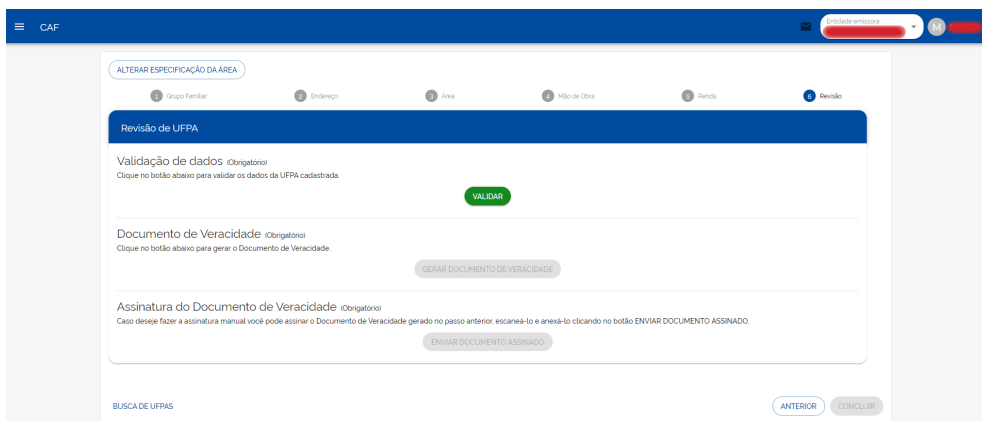 CAF
Entidade emissora
M
ALTERAR ESPECIFICAÇÃO DA ÁREA
1 Grupo Familiar 2 Endereço 3 Área 4 Mão de Obra 5 Renda 6 Revisão
Revisão de UFPA
Validação de dados (Obrigatório)
Clique no botão abaixo para validar os dados da UFPA cadastrada.
VALIDAR
Documento de Veracidade (Obrigatório)
Clique no botão abaixo para gerar o Documento de Veracidade.
GERAR DOCUMENTO DE VERACIDADE
Assinatura do Documento de Veracidade (Obrigatório)
Caso deseje fazer a assinatura manual você pode assinar o Documento de Veracidade gerado no passo anterior, escaneá-lo e anexá-lo clicando no botão ENVIAR DOCUMENTO ASSINADO.
ENVIAR DOCUMENTO ASSINADO
BUSCA DE UFPAS ANTERIOR CONCLUIR